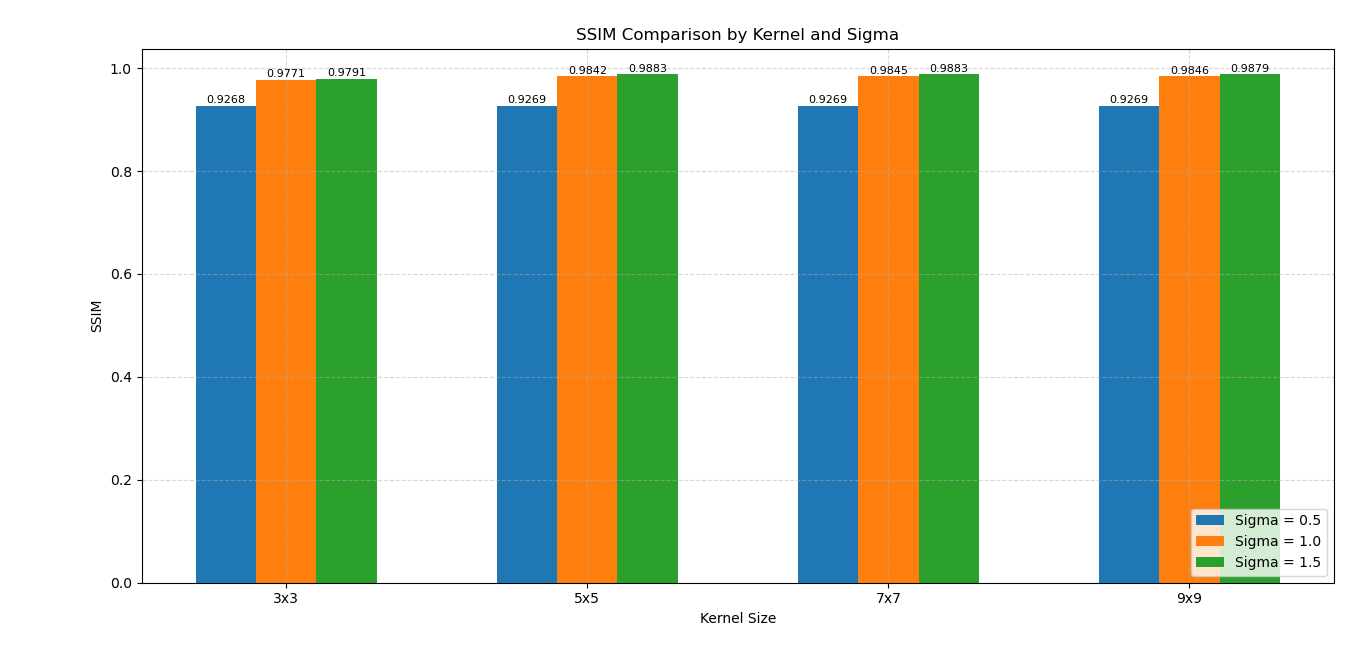 SSIM Comparison by Kernel and Sigma
SSIM
1.0
0.8
0.6
0.4
0.2
0.0
0.9268 0.9771 0.9791 0.9269 0.9842 0.9883 0.9269 0.9845 0.9883 0.9269 0.9846 0.9879
Sigma = 0.5
Sigma = 1.0
Sigma = 1.5
3x3 5x5 7x7 9x9
Kernel Size